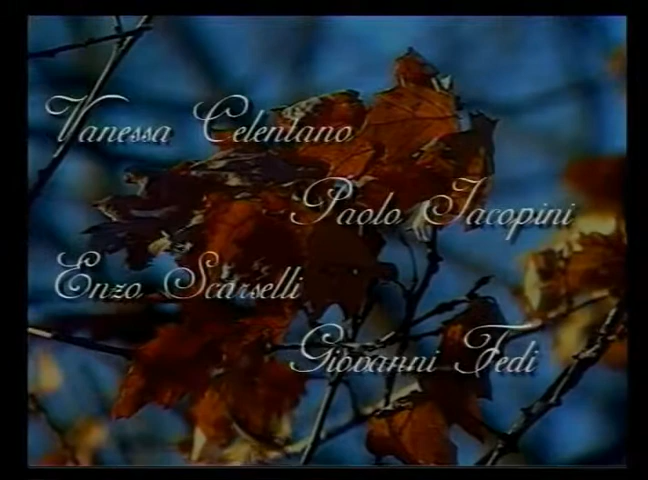 Vanessa Celentano
Paolo Iacopini
Enzo Scarselli
Giovanni Fedi